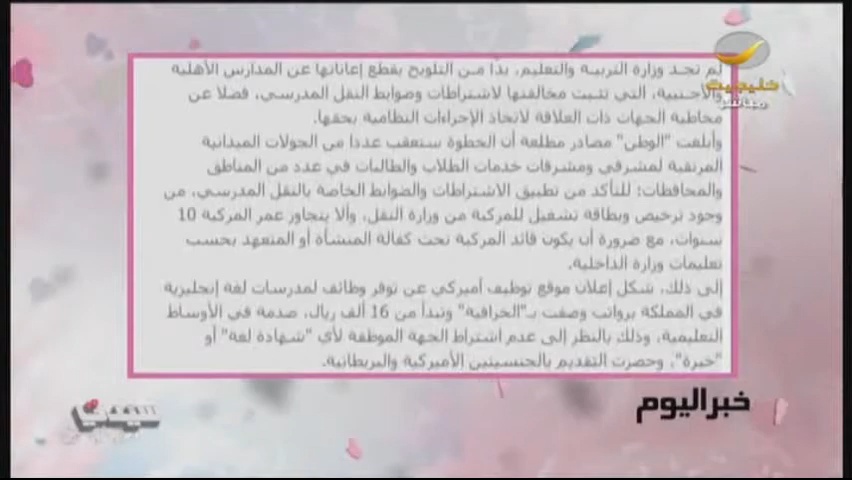 لم تجد وزارة التربية والتعليم، بدا من التلويح بقطع إعاناتها عن المدارس الأهلية
والأجنبية، التي تثبت مخالفتها لاشتراطات وضوابط النقل المدرسي، فضلا عن
مخاطبة الجهات ذات العلاقة لاتخاذ الإجراءات النظامية بحقها.
وأبلغت "الوطن" مصادر مطلعة أن الخطوة ستعقب عددا من الجولات الميدانية
المرتقبة لمشرفي ومشرفات خدمات الطلاب والطالبات في عدد من المناطق
والمحافظات؛ للتأكد من تطبيق الاشتراطات والضوابط الخاصة بالنقل المدرسي، من
وجود ترخيص وبطاقة تشغيل للمركبة من وزارة النقل، وألا يتجاوز عمر المركبة 10
سنوات، مع ضرورة أن يكون قائد المركبة تحت كفالة المنشأة أو المتعهد بحسب
تعليمات وزارة الداخلية.
إلى ذلك، شكل إعلان موقع توظيف أميركي عن توفر وظائف لمدرسات لغة إنجليزية
في المملكة برواتب وصفت بـ"الخرافية" وتبدأ من 16 ألف ريال، صدمة في الأوساط
التعليمية، وذلك بالنظر إلى عدم اشتراط الجهة الموظفة لأي "شهادة لغة" أو
"خبرة"، وحصرت التقديم بالجنسيتين الأميركية والبريطانية.
خبر اليوم
خليجية
مباشر